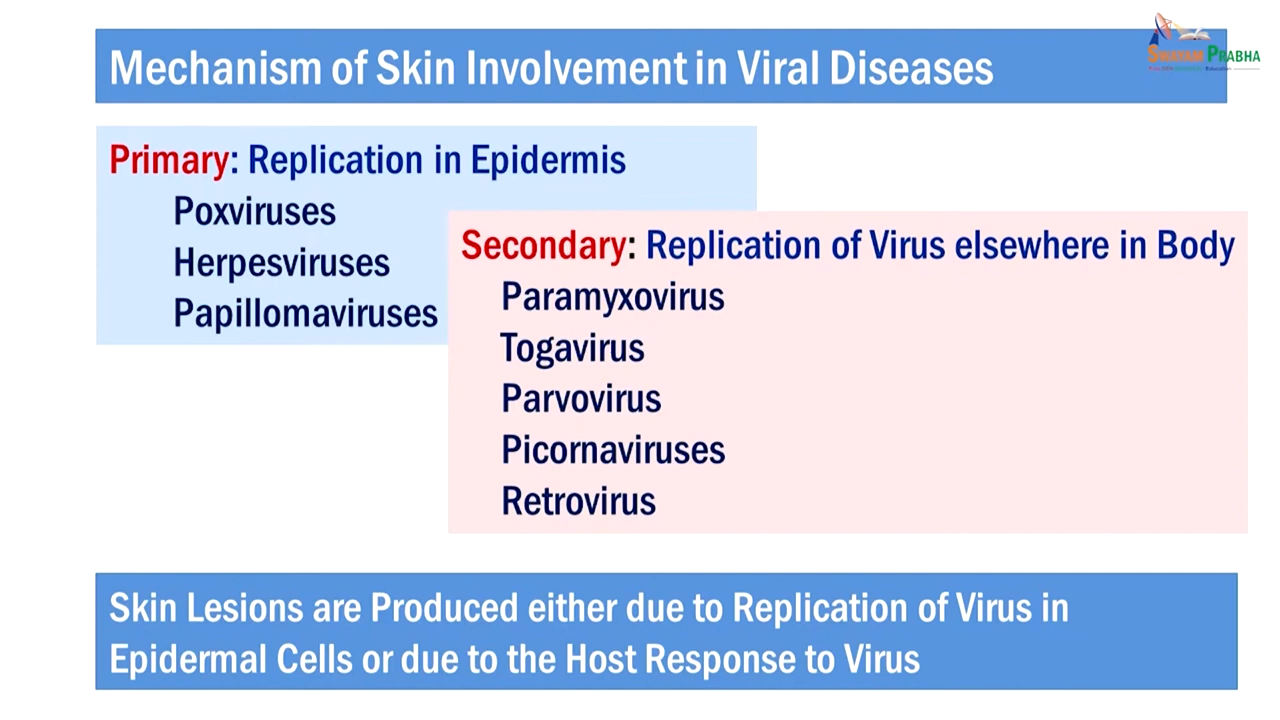 Mechanism of Skin Involvement in Viral Diseases
SWAYAM PRABHA
Primary: Replication in Epidermis
Poxviruses
Herpesviruses
Papillomaviruses
Secondary: Replication of Virus elsewhere in Body
Paramyxovirus
Togavirus
Parvovirus
Picornaviruses
Retrovirus
Skin Lesions are Produced either due to Replication of Virus in
Epidermal Cells or due to the Host Response to Virus